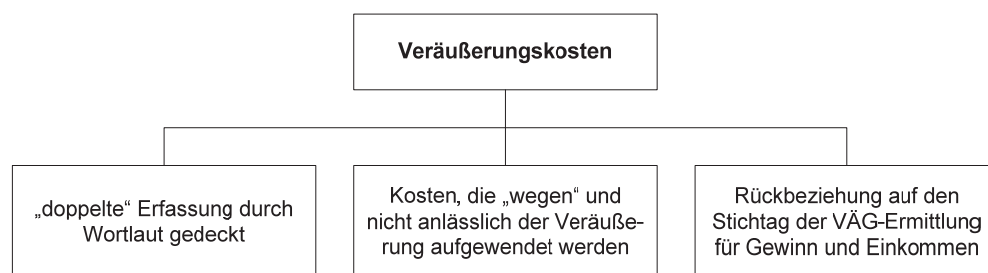 Veräußerungskosten
„doppelte“ Erfassung durch
Wortlaut gedeckt
Kosten, die „wegen“ und
nicht anlässlich der Veräuße-
rung aufgewendet werden
Rückbeziehung auf den
Stichtag der VÄG-Ermittlung
für Gewinn und Einkommen